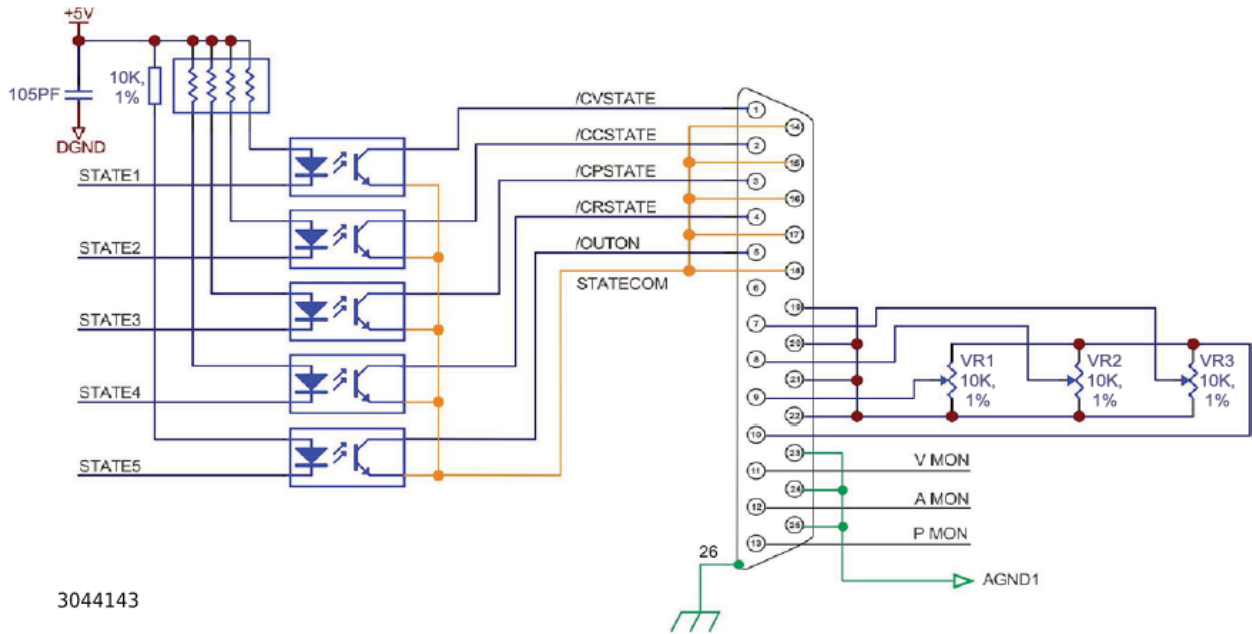 +5V
105PF
10K,
1%
DGND
STATE1
STATE2
STATE3
STATE4
STATE5
/CVSTATE
/CCSTATE
/CPSTATE
/CRSTATE
/OUTON
STATECOM
1
2
3
4
5
6
7
8
9
10
11
12
13
14
15
16
17
18
19
20
21
22
23
24
25
26
VR1
10K,
1%
VR2
10K,
1%
VR3
10K,
1%
V MON
A MON
P MON
AGND1
3044143